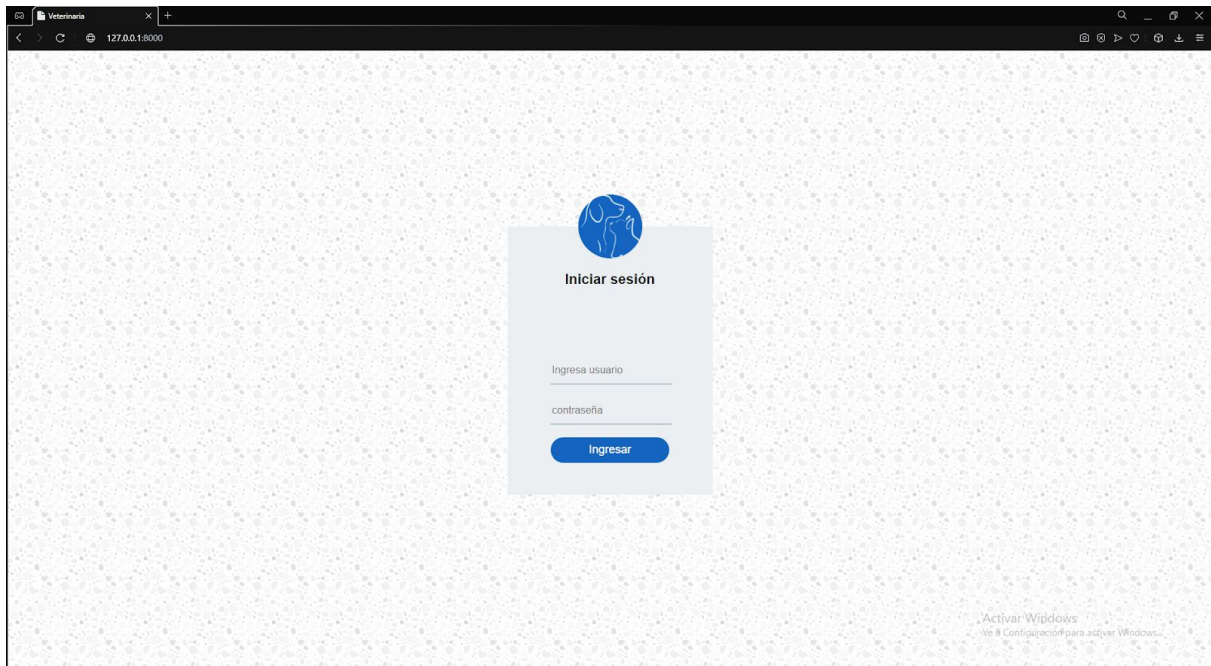 Veterinaria
127.0.0.1:8000
Iniciar sesión
Ingresa usuario
contraseña
Ingresar
Activar Windows
Ve a Configuración para activar Windows.